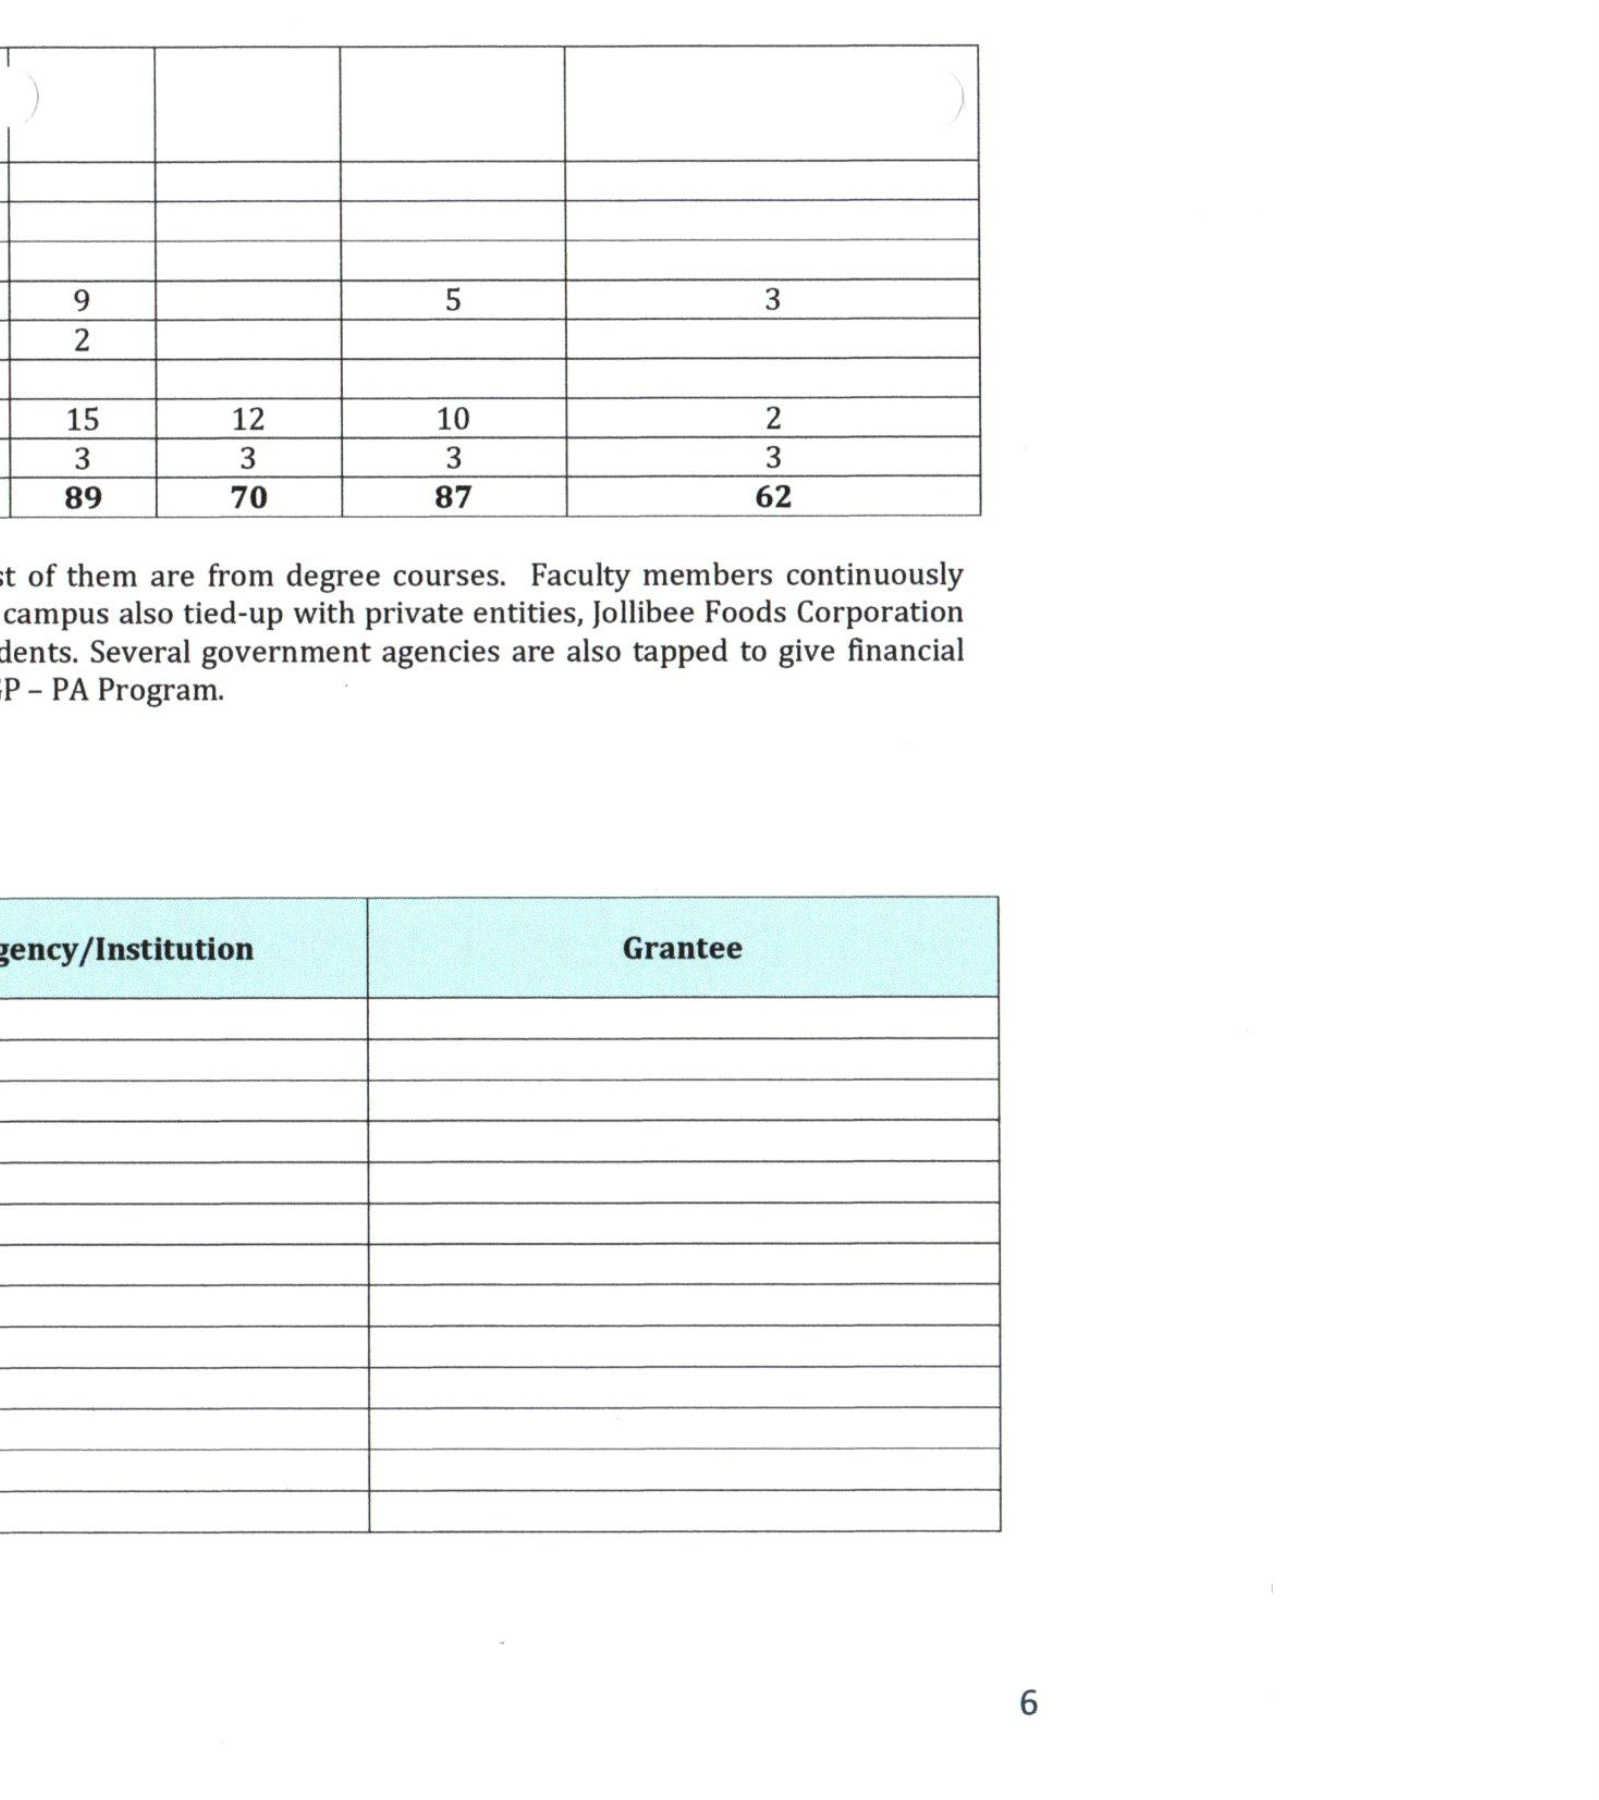 9 5 3
2
15 12 10 2
3 3 3 3
89 70 87 62
of them are from degree courses. Faculty members continuously
campus also tied-up with private entities, Jollibee Foods Corporation
dents. Several government agencies are also tapped to give financial
P – PA Program.
gency/Institution Grantee
6